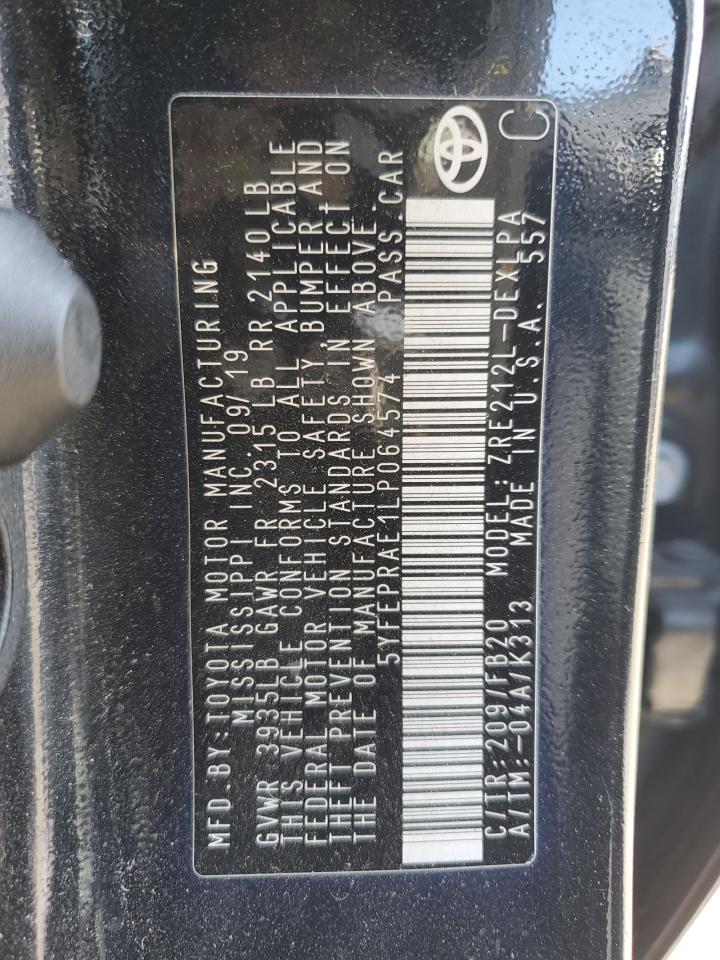 MFD.BY:TOYOTA MOTOR MANUFACTURING
MISSISSIPPI INC. 09/19
GVWR 3935LB GAWR FR 2315 LB RR 2140LB
THIS VEHICLE CONFORMS TO ALL APPLICABLE
FEDERAL MOTOR VEHICLE SAFETY, BUMPER AND
THEFT PREVENTION STANDARDS IN EFFECT ON
THE DATE OF MANUFACTURE SHOWN ABOVE.
5YFEPRAE1LP064574 PASS.CAR
C/TR:209/FB20 MODEL:ZRE212L-DEXLPA
A/TM:-04A/K313 MADE IN U.S.A. 557
C